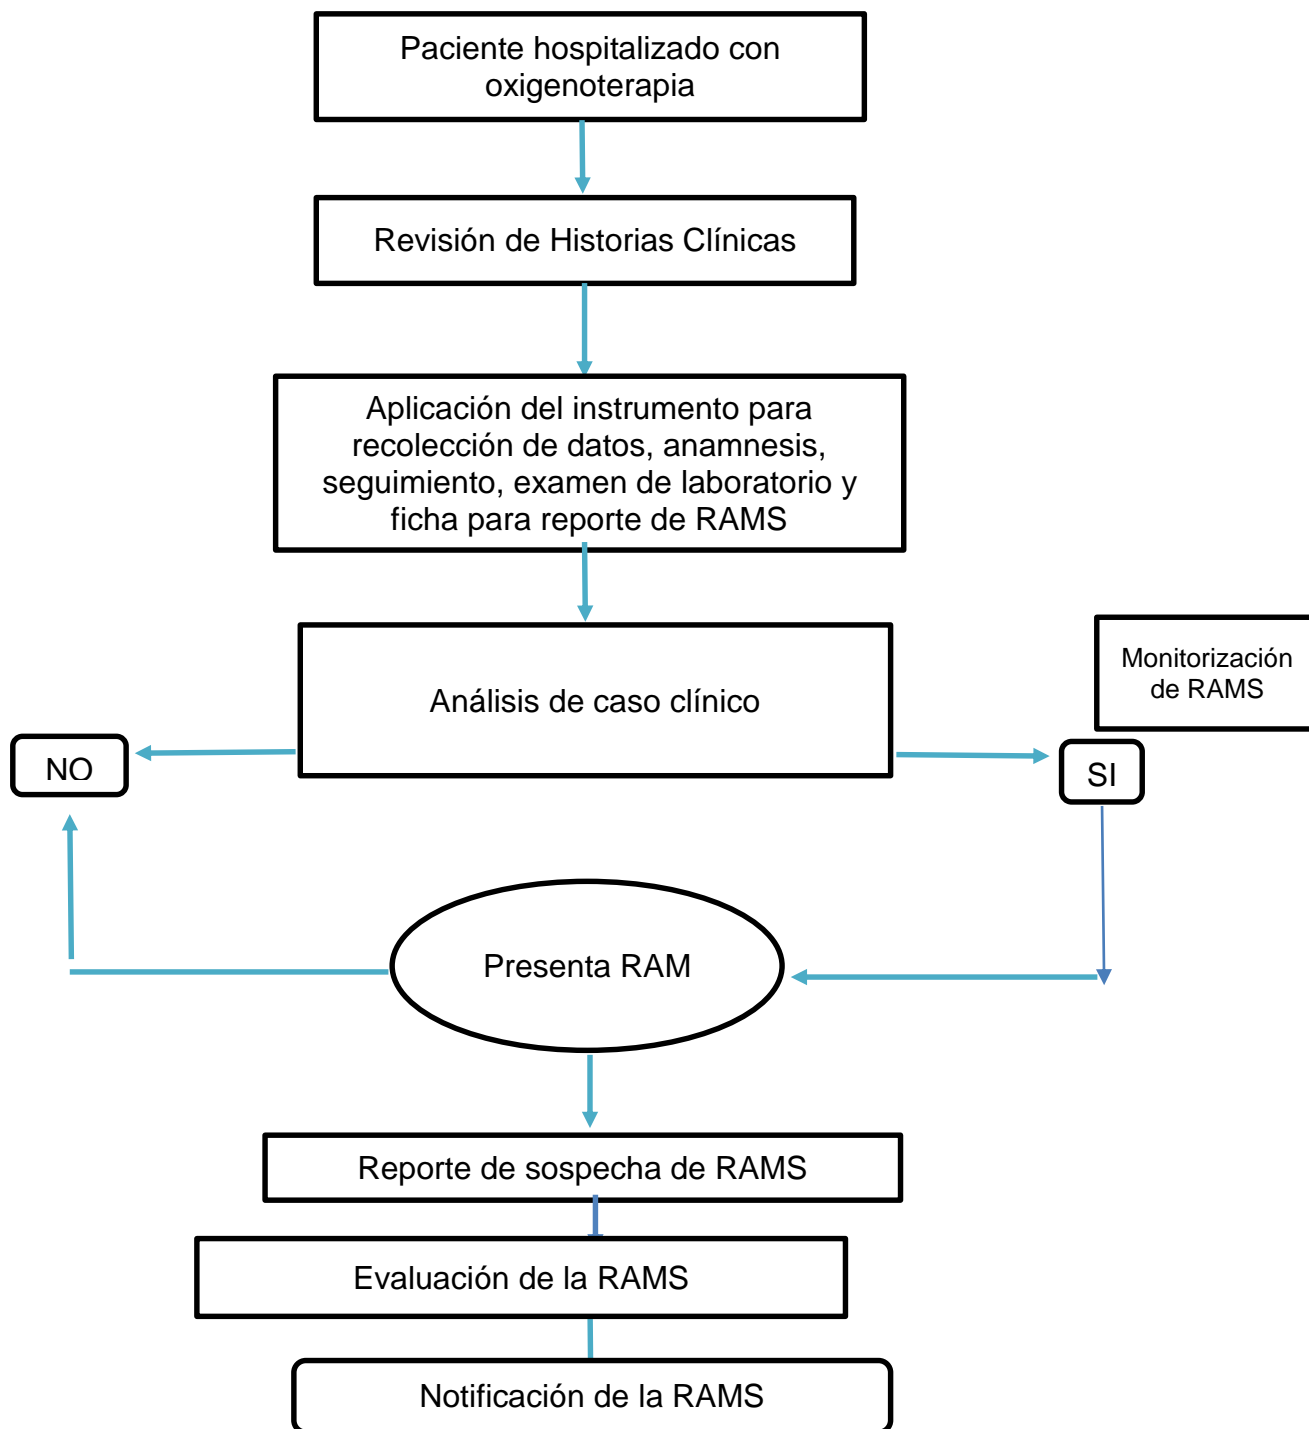 Paciente hospitalizado con
oxigenoterapia
Revisión de Historias Clínicas
Aplicación del instrumento para
recolección de datos, anamnesis,
seguimiento, examen de laboratorio y
ficha para reporte de RAMS
Análisis de caso clínico
Monitorización
de RAMS
NO
SI
Presenta RAM
Reporte de sospecha de RAMS
Evaluación de la RAMS
Notificación de la RAMS